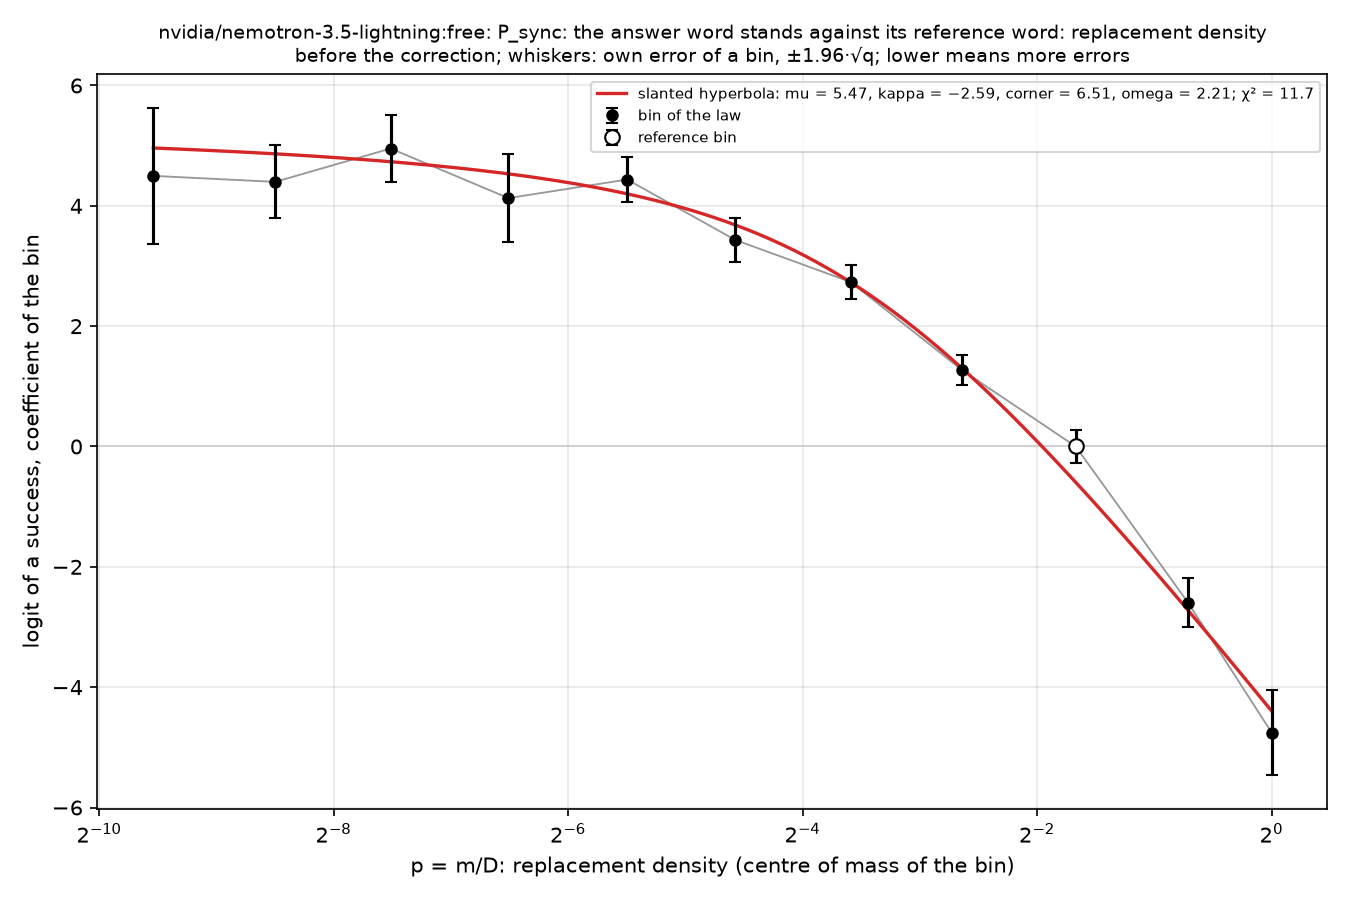 nvidia/nemotron-3.5-lightning:free: P_sync: the answer word stands against its reference word: replacement density
before the correction; whiskers: own error of a bin, ±1.96·√q; lower means more errors
slanted hyperbola: mu = 5.47, kappa = −2.59, corner = 6.51, omega = 2.21; χ² = 11.7
bin of the law
reference bin
logit of a success, coefficient of the bin
6
4
2
0
−2
−4
−6
2⁻¹⁰ 2⁻⁸ 2⁻⁶ 2⁻⁴ 2⁻² 2⁰
p = m/D: replacement density (centre of mass of the bin)